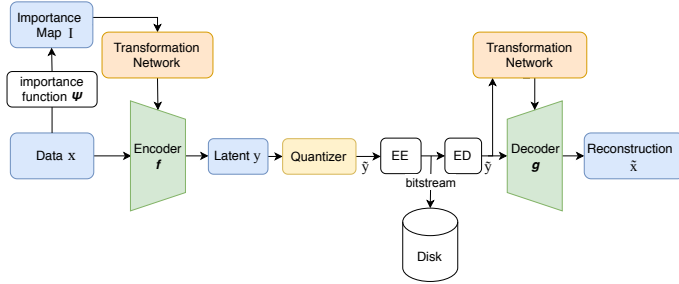 Importance
Map I
Transformation
Network
Transformation
Network
importance
function Ψ
Data x
Encoder
f
Latent y
Quantizer
ỹ
EE
ED
bitstream
ỹ
Decoder
g
Reconstruction
x̃
Disk